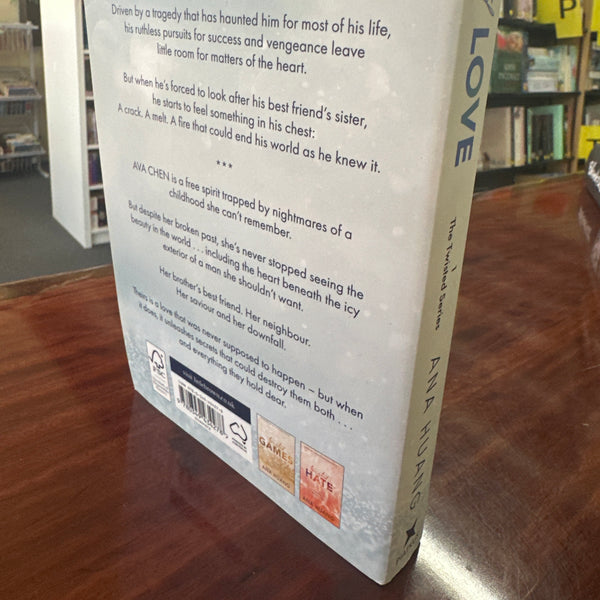 Driven by a tragedy that has haunted him for most of his life,
his ruthless pursuits for success and vengeance leave
little room for matters of the heart.
But when he's forced to look after his best friend's sister,
he starts to feel something in his chest:
A crack. A melt. A fire that could end his world as he knew it.
***
AVA CHEN is a free spirit trapped by nightmares of a
childhood she can't remember.
But despite her broken past, she's never stopped seeing the
beauty in the world . . . including the heart beneath the icy
exterior of a man she shouldn't want.
Her brother's best friend. Her neighbour.
Her saviour and her downfall.
Theirs is a love that was never supposed to happen – but when
it does, it unleashes secrets that could destroy them both . . .
and everything they hold dear.
FSC
GAMES
ANA HUANG
HATE
ANA HUANG
LOVE
1
The Twisted Series
ANA HUANG
P